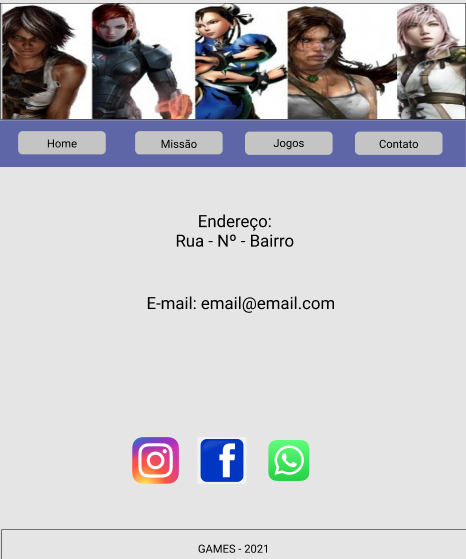 Home
Missão
Jogos
Contato
Endereço:
Rua - Nº - Bairro
E-mail: email@email.com
GAMES - 2021